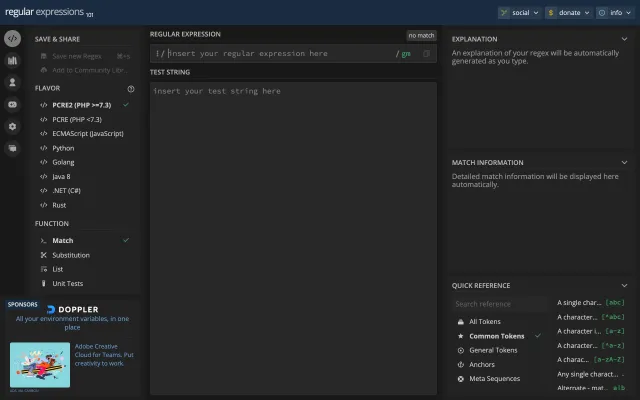 regular expressions 101
social
donate
info
SAVE & SHARE
Save new Regex
⌘+s
Add to Community Libr...
FLAVOR
PCRE2 (PHP >=7.3)
PCRE (PHP <7.3)
ECMAScript (JavaScript)
Python
Golang
Java 8
.NET (C#)
Rust
FUNCTION
Match
Substitution
List
Unit Tests
SPONSORS
DOPPLER
All your environment variables, in one
place
Adobe Creative
Cloud for Teams. Put
creativity to work.
REGULAR EXPRESSION
no match
/ insert your regular expression here
/ gm
TEST STRING
insert your test string here
EXPLANATION
An explanation of your regex will be automatically
generated as you type.
MATCH INFORMATION
Detailed match information will be displayed here
automatically.
QUICK REFERENCE
Search reference
All Tokens
Common Tokens
General Tokens
Anchors
Meta Sequences
A single char... [abc]
A character... [^abc]
A character i... [a-z]
A character... [^a-z]
A charac... [a-zA-Z]
Any single charact... .
Alternate - mat... a|b